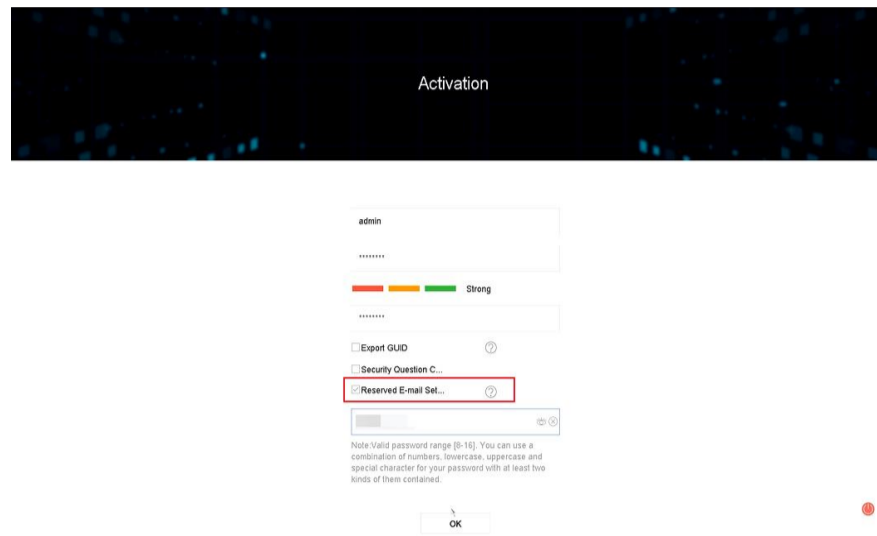 Activation
admin
********
Strong
********
Export GUID
Security Question C...
Reserved E-mail Set...
Note:Valid password range [8-16]. You can use a
combination of numbers, lowercase, uppercase and
special character for your password with at least two
kinds of them contained.
OK